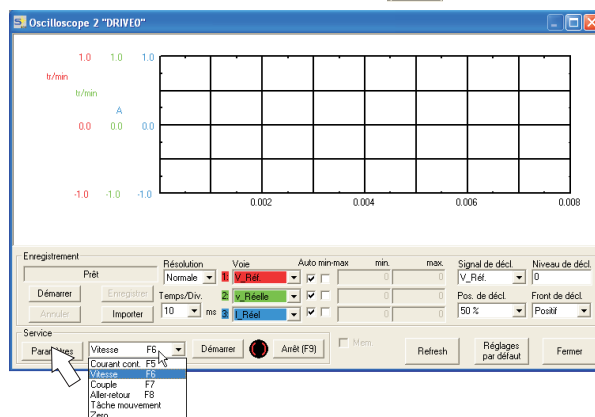 Oscilloscope 2 "DRIVE0"
1.0 1.0 1.0
tr/min
tr/min
A
0.0 0.0 0.0
-1.0 -1.0 -1.0
0.002 0.004 0.006 0.008
Enregistrement
Prêt
Démarrer Enregistrer
Annuler Importer
Résolution
Normale
Temps/Div.
10 ms
Voie Auto min-max min. max.
1: V_Réf. 0 0
2: v_Réelle 0 0
3: I_Réel 0 0
Signal de décl. Niveau de décl.
V_Réf. 0
Pos. de décl. Front de décl.
50 % Positif
Service
Paramètres Vitesse F6 Démarrer Arrêt (F9) Mem. Refresh Réglages par défaut Fermer
Courant cont. F5
Vitesse F6
Couple F7
Aller-retour F8
Tâche mouvement
Zero